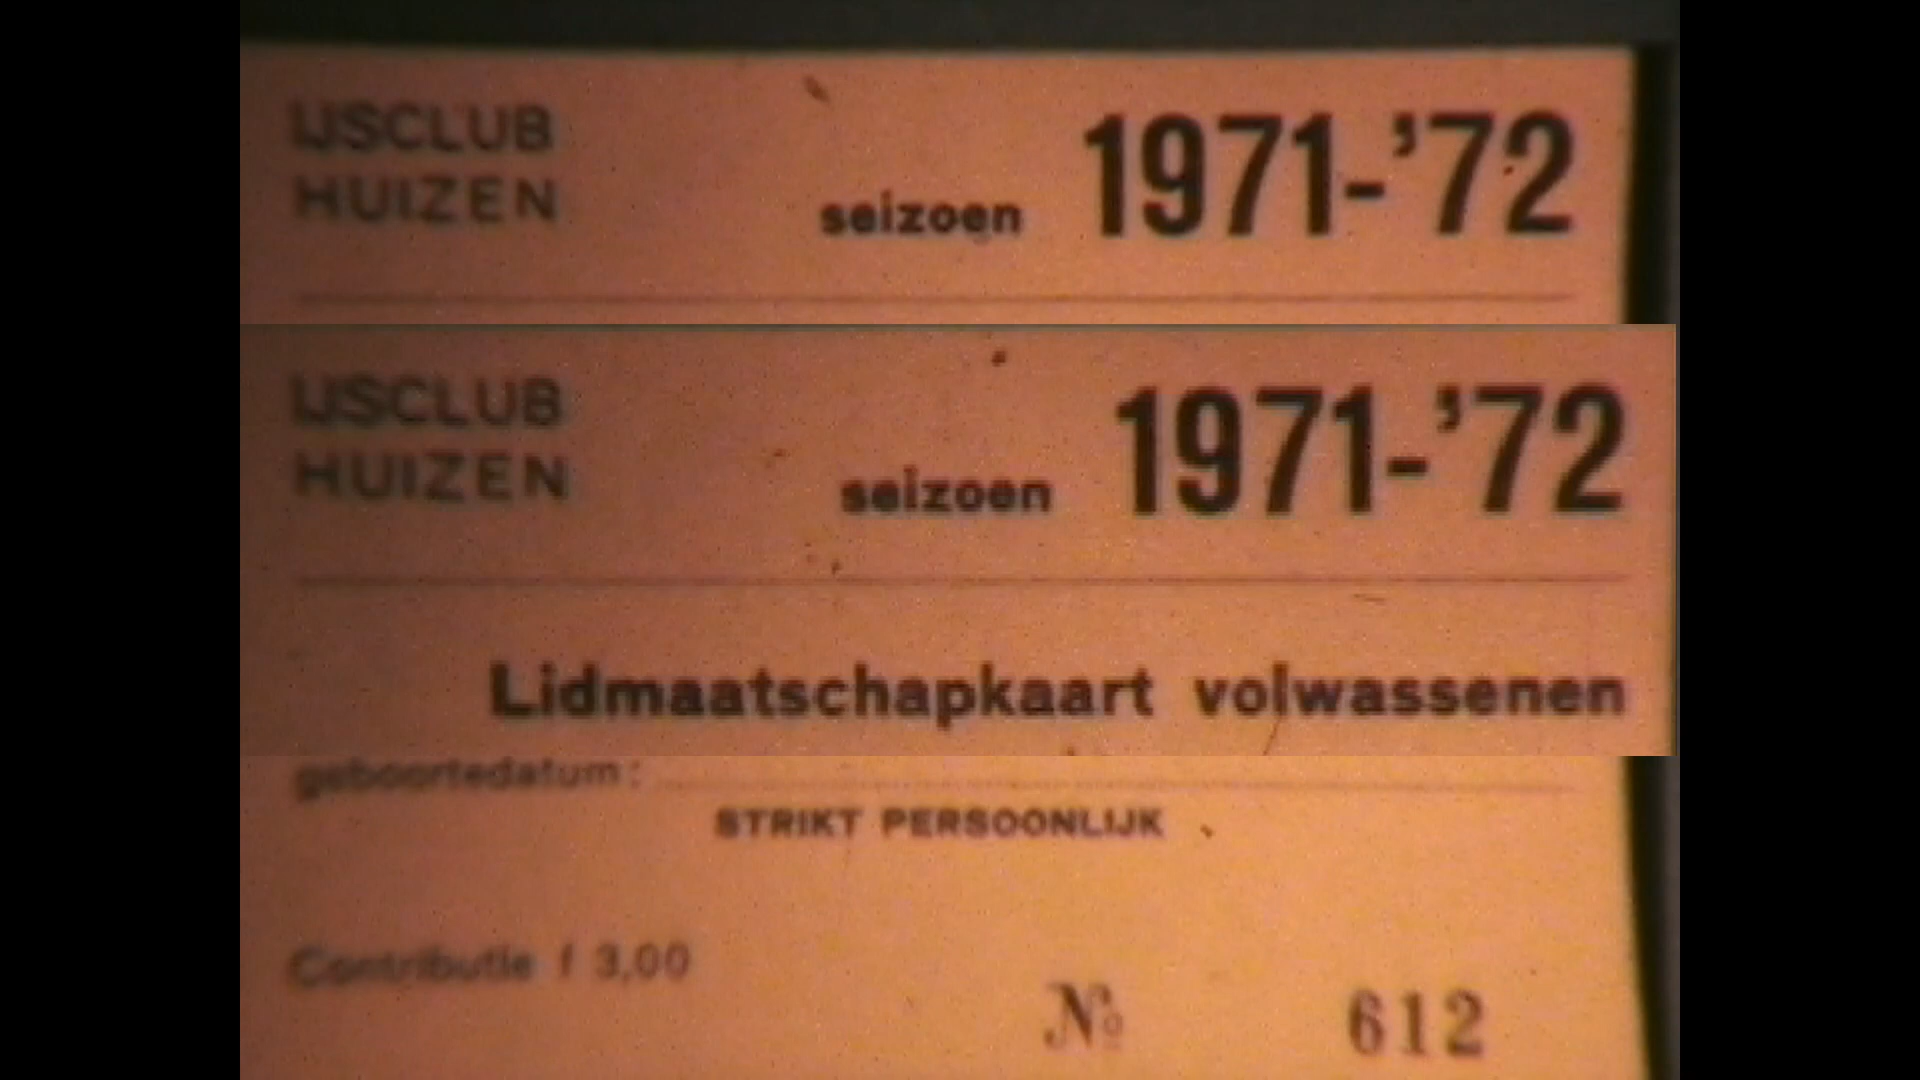 IJSCLUB
HUIZEN
seizoen 1971-'72
IJSCLUB
HUIZEN
seizoen 1971-'72
Lidmaatschapkaart volwassenen
geboortedatum:
STRIKT PERSOONLIJK
Contributie f 3,00
№ 612